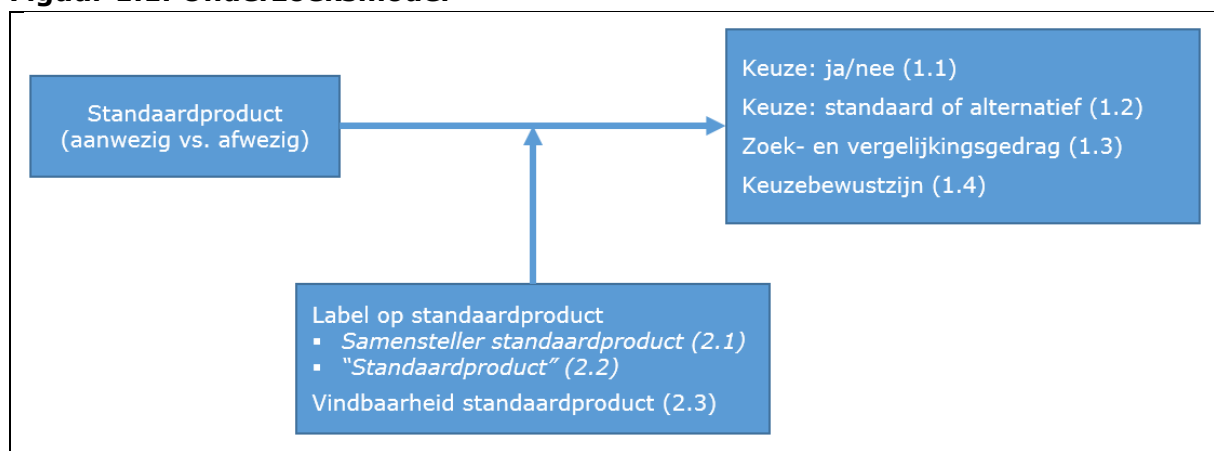 Standaardproduct
(aanwezig vs. afwezig)
Keuze: ja/nee (1.1)
Keuze: standaard of alternatief (1.2)
Zoek- en vergelijkingsgedrag (1.3)
Keuzebewustzijn (1.4)
Label op standaardproduct
▪ Samensteller standaardproduct (2.1)
▪ “Standaardproduct” (2.2)
Vindbaarheid standaardproduct (2.3)